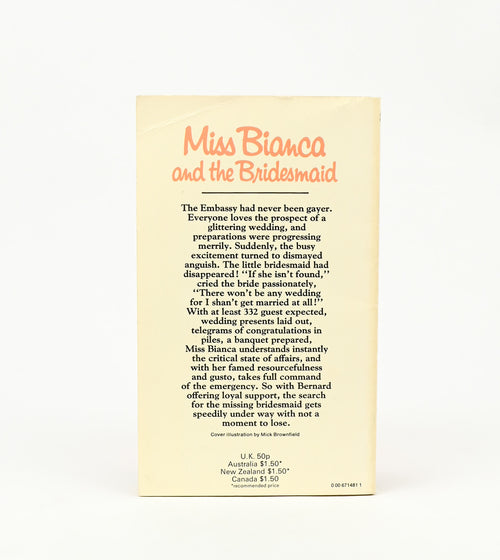 Miss Bianca
and the Bridesmaid
The Embassy had never been gayer.
Everyone loves the prospect of a
glittering wedding, and
preparations were progressing
merrily. Suddenly, the busy
excitement turned to dismayed
anguish. The little bridesmaid had
disappeared! "If she isn't found,"
cried the bride passionately,
"There won't be any wedding
for I shan't get married at all!"
With at least 332 guest expected,
wedding presents laid out,
telegrams of congratulations in
piles, a banquet prepared,
Miss Bianca understands instantly
the critical state of affairs, and
with her famed resourcefulness
and gusto, takes full command
of the emergency. So with Bernard
offering loyal support, the search
for the missing bridesmaid gets
speedily under way with not a
moment to lose.
Cover illustration by Mick Brownfield
U.K. 50p
Australia $1.50*
New Zealand $1.50*
Canada $1.50
*recommended price
0 00 671481 1